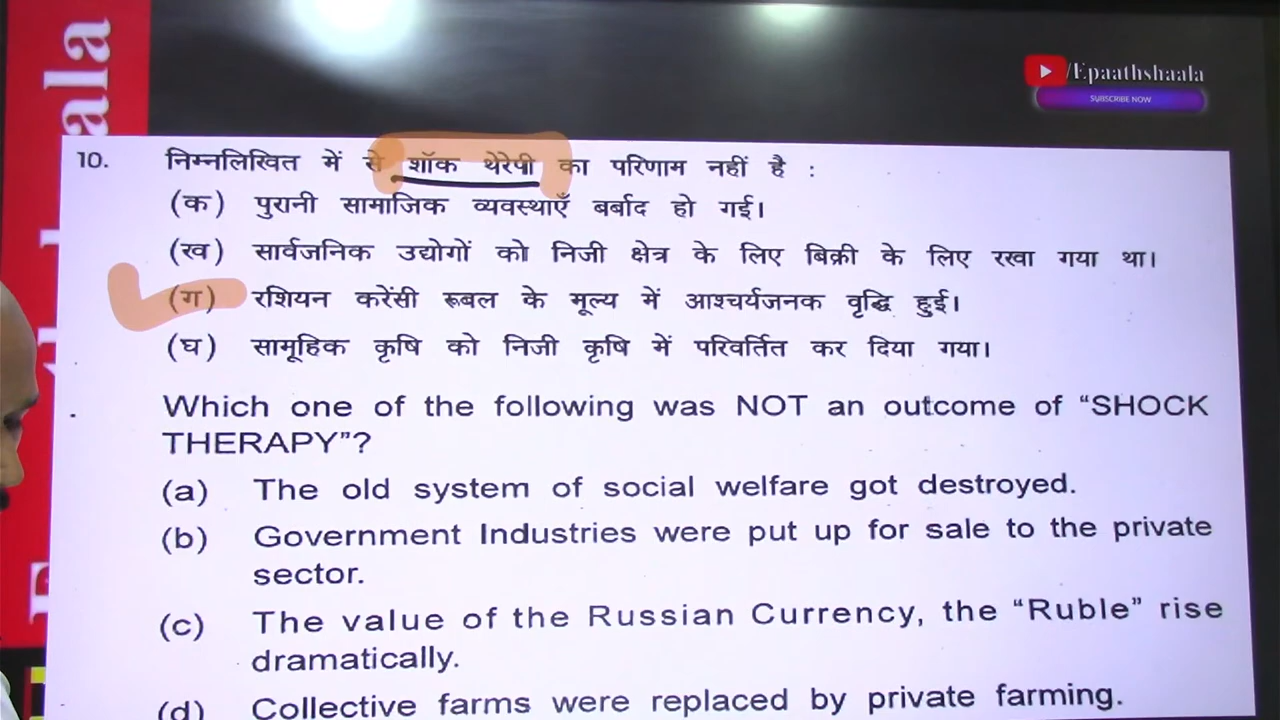 ala
/Epaathshaala
SUBSCRIBE NOW
10. निम्नलिखित में से शॉक थेरेपी का परिणाम नहीं है :
(क) पुरानी सामाजिक व्यवस्थाएँ बर्बाद हो गई।
(ख) सार्वजनिक उद्योगों को निजी क्षेत्र के लिए बिक्री के लिए रखा गया था।
(ग) रशियन करेंसी रूबल के मूल्य में आश्चर्यजनक वृद्धि हुई।
(घ) सामूहिक कृषि को निजी कृषि में परिवर्तित कर दिया गया।
Which one of the following was NOT an outcome of “SHOCK
THERAPY”?
(a) The old system of social welfare got destroyed.
(b) Government Industries were put up for sale to the private
sector.
(c) The value of the Russian Currency, the “Ruble” rise
dramatically.
(d) Collective farms were replaced by private farming.